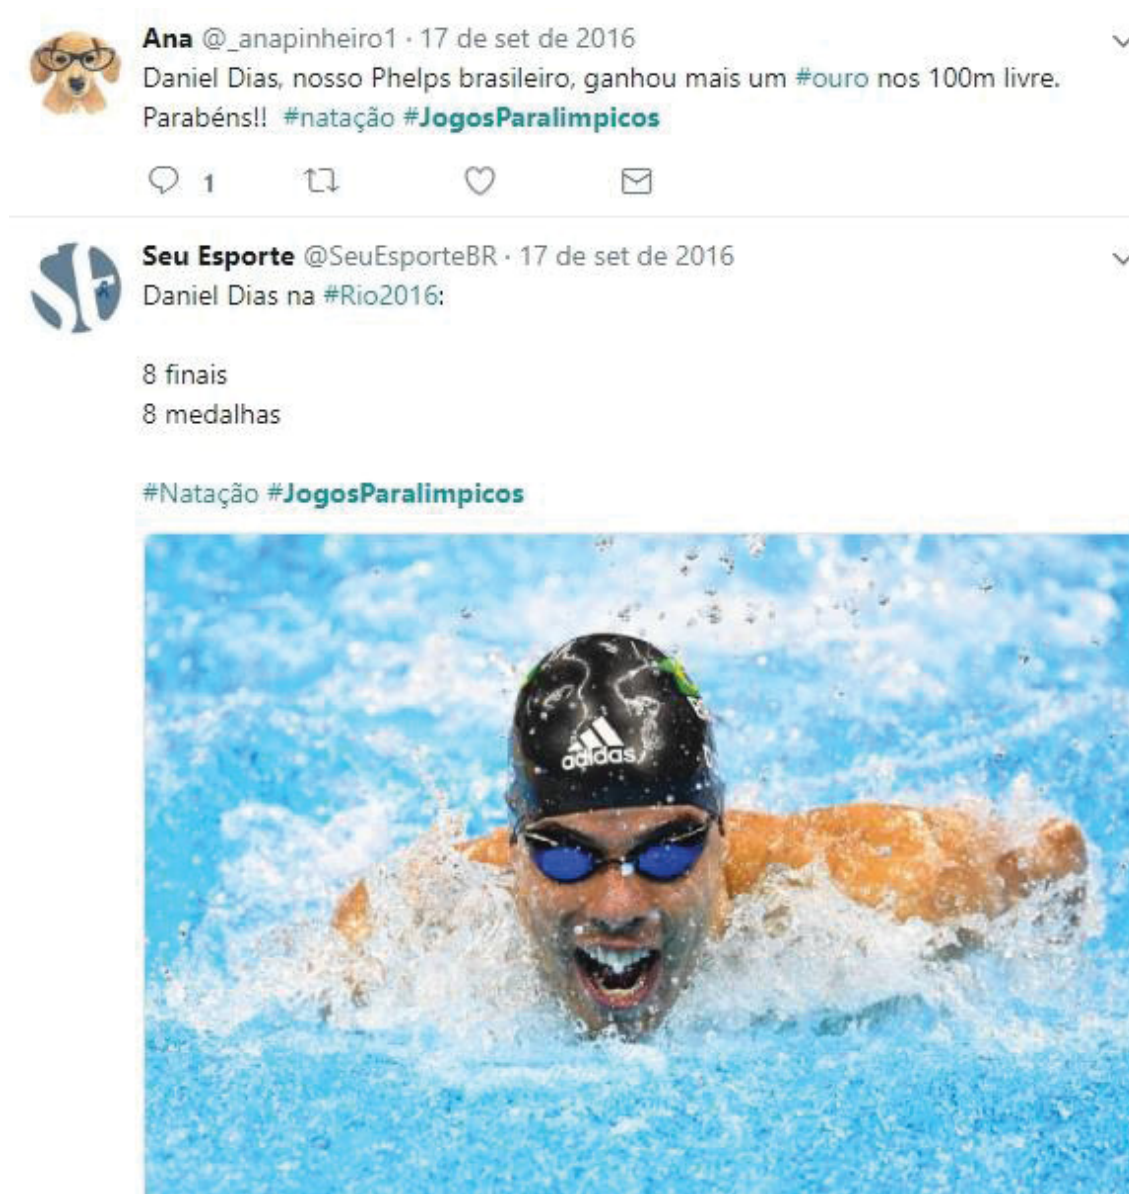 Ana @_anapinheiro1 · 17 de set de 2016
Daniel Dias, nosso Phelps brasileiro, ganhou mais um #ouro nos 100m livre.
Parabéns!! #natação #JogosParalimpicos
1
SE
Seu Esporte @SeuEsporteBR · 17 de set de 2016
Daniel Dias na #Rio2016:
8 finais
8 medalhas
#Natação #JogosParalimpicos
adidas